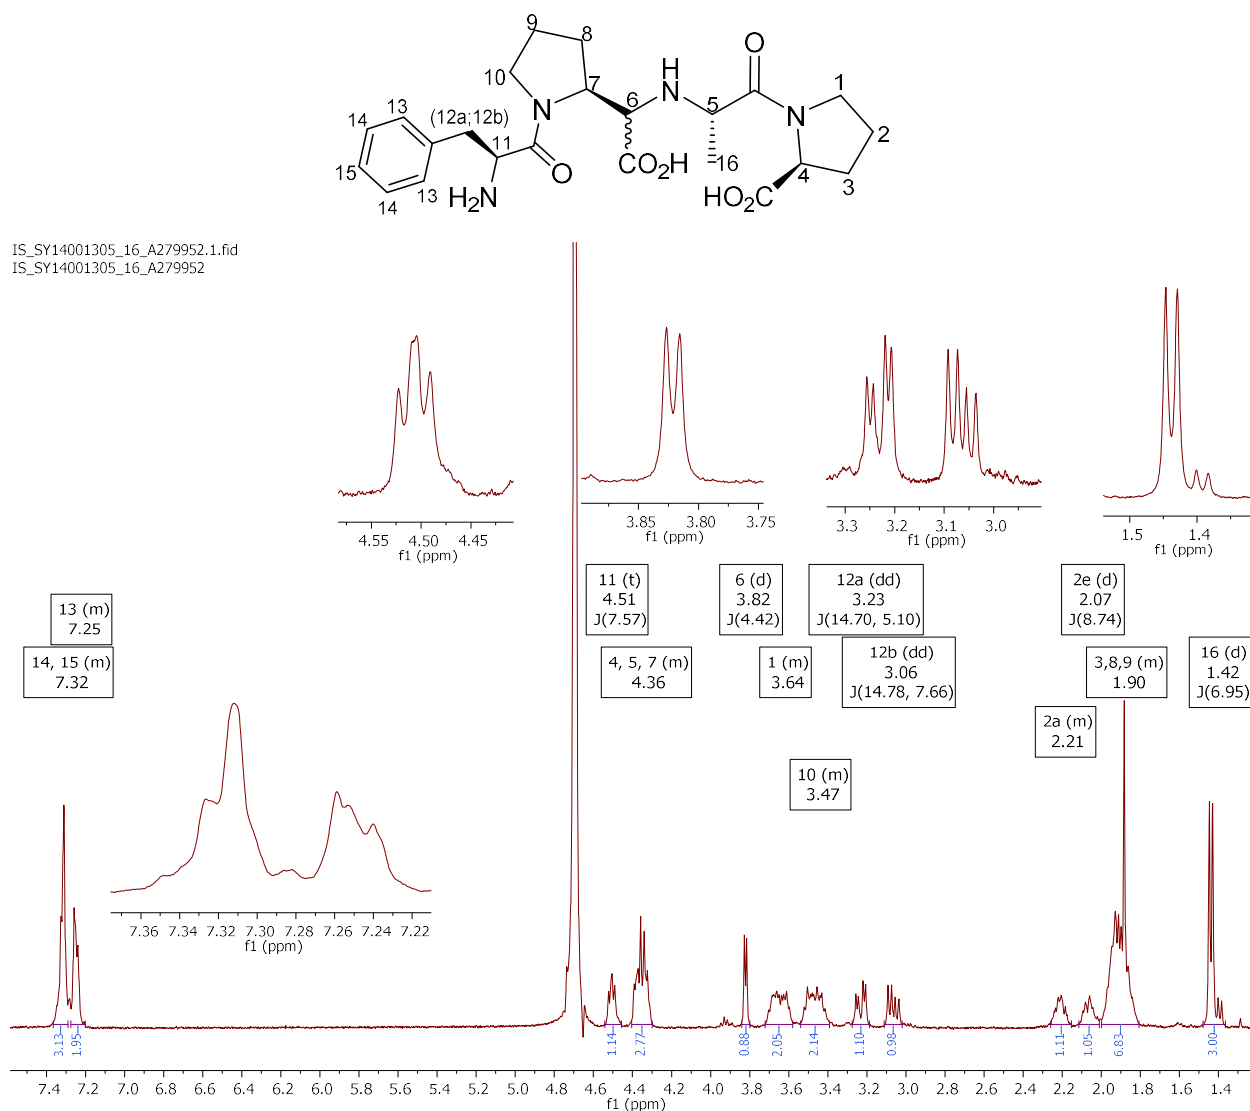 9
8
10
7
N
H
N
6
5
O
1
2
3
4
N
13
14
(12a;12b)
11
15
14
13
H₂N
O
CO₂H
16
HO₂C
IS_SY14001305_16_A279952.1.fid
IS_SY14001305_16_A279952
4.55 4.50 4.45
f1 (ppm)
3.85 3.80 3.75
f1 (ppm)
3.3 3.2 3.1 3.0
f1 (ppm)
1.5 1.4
f1 (ppm)
13 (m)
7.25
14, 15 (m)
7.32
11 (t)
4.51
J(7.57)
4, 5, 7 (m)
4.36
6 (d)
3.82
J(4.42)
1 (m)
3.64
10 (m)
3.47
12a (dd)
3.23
J(14.70, 5.10)
12b (dd)
3.06
J(14.78, 7.66)
2e (d)
2.07
J(8.74)
2a (m)
2.21
3,8,9 (m)
1.90
16 (d)
1.42
J(6.95)
7.36 7.34 7.32 7.30 7.28 7.26 7.24 7.22
f1 (ppm)
3.13 1.95 1.14 2.77 0.88 2.05 2.14 1.10 0.98 1.11 1.05 6.83 3.00
7.4 7.2 7.0 6.8 6.6 6.4 6.2 6.0 5.8 5.6 5.4 5.2 5.0 4.8 4.6 4.4 4.2 4.0 3.8 3.6 3.4 3.2 3.0 2.8 2.6 2.4 2.2 2.0 1.8 1.6 1.4
f1 (ppm)